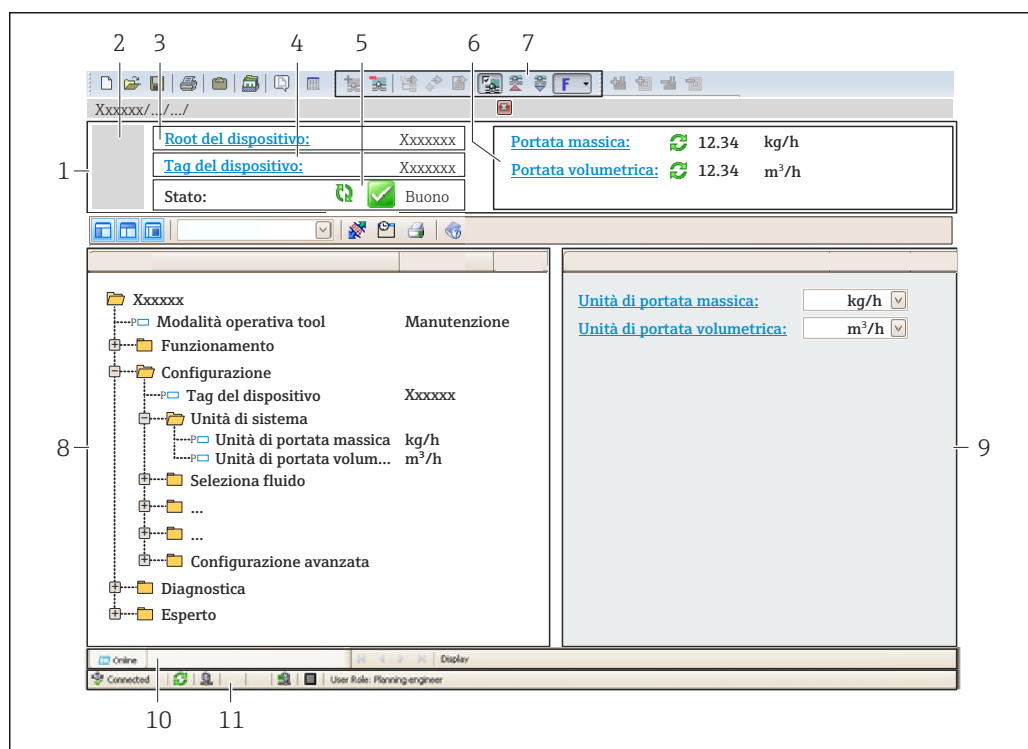 2 3 4 5 6 7
F
Xxxxxx/.../.../
1
Root del dispositivo: Xxxxxxx
Tag del dispositivo: Xxxxxxx
Stato: Buono
Portata massica: 12.34 kg/h
Portata volumetrica: 12.34 m³/h
Xxxxxx
P Modalità operativa tool Manutenzione
Funzionamento
Configurazione
P Tag del dispositivo Xxxxxx
Unità di sistema
P Unità di portata massica kg/h
P Unità di portata volum... m³/h
Seleziona fluido
...
...
Configurazione avanzata
Diagnostica
Esperto
8
Unità di portata massica: kg/h
Unità di portata volumetrica: m³/h
9
Online Display
Connected User Role: Planning engineer
10 11